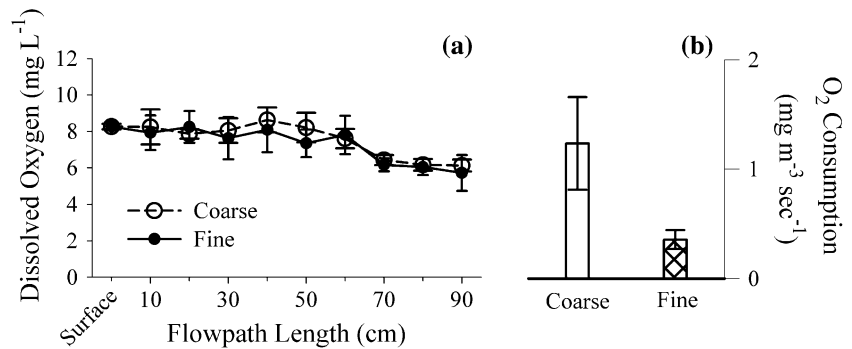 (a)
Dissolved Oxygen (mg L⁻¹)
12
10
8
6
4
2
0
Coarse
Fine
Surface 10 30 50 70 90
Flowpath Length (cm)
(b)
2
1
0
O₂ Consumption
(mg m⁻³ sec⁻¹)
Coarse Fine